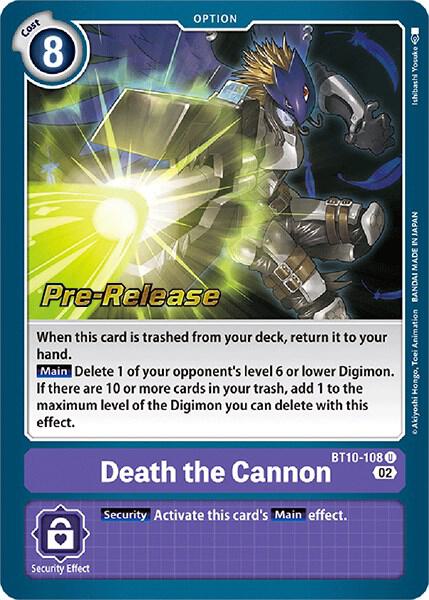 OPTION
Cost
8
Ishibashi Yosuke
Pre-Release
©Akiyoshi Hongo, Toei Animation BANDAI MADE IN JAPAN
When this card is trashed from your deck, return it to your
hand.
Main Delete 1 of your opponent's level 6 or lower Digimon.
If there are 10 or more cards in your trash, add 1 to the
maximum level of the Digimon you can delete with this
effect.
BT10-108 U
Death the Cannon
02
Security Activate this card's Main effect.
Security Effect